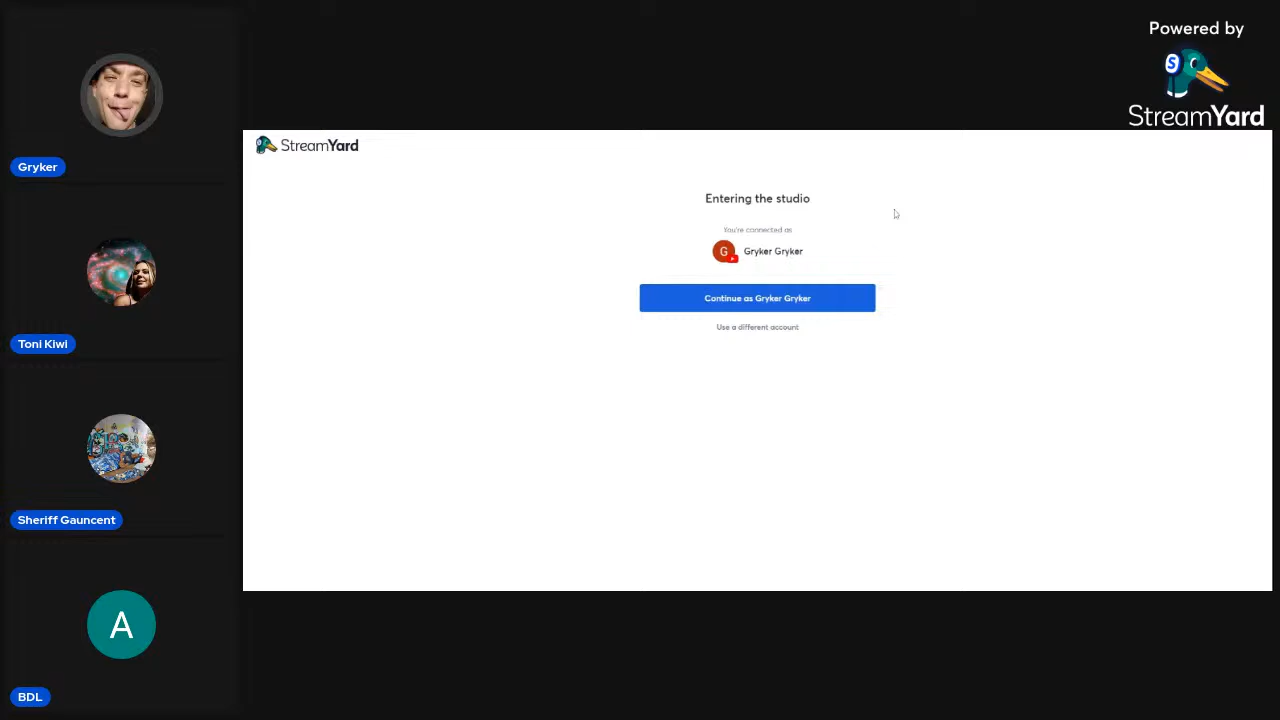 Powered by
S
StreamYard
Gryker
Toni Kiwi
Sheriff Gauncent
A
BDL
StreamYard
Entering the studio
You're connected as
G
Gryker Gryker
Continue as Gryker Gryker
Use a different account